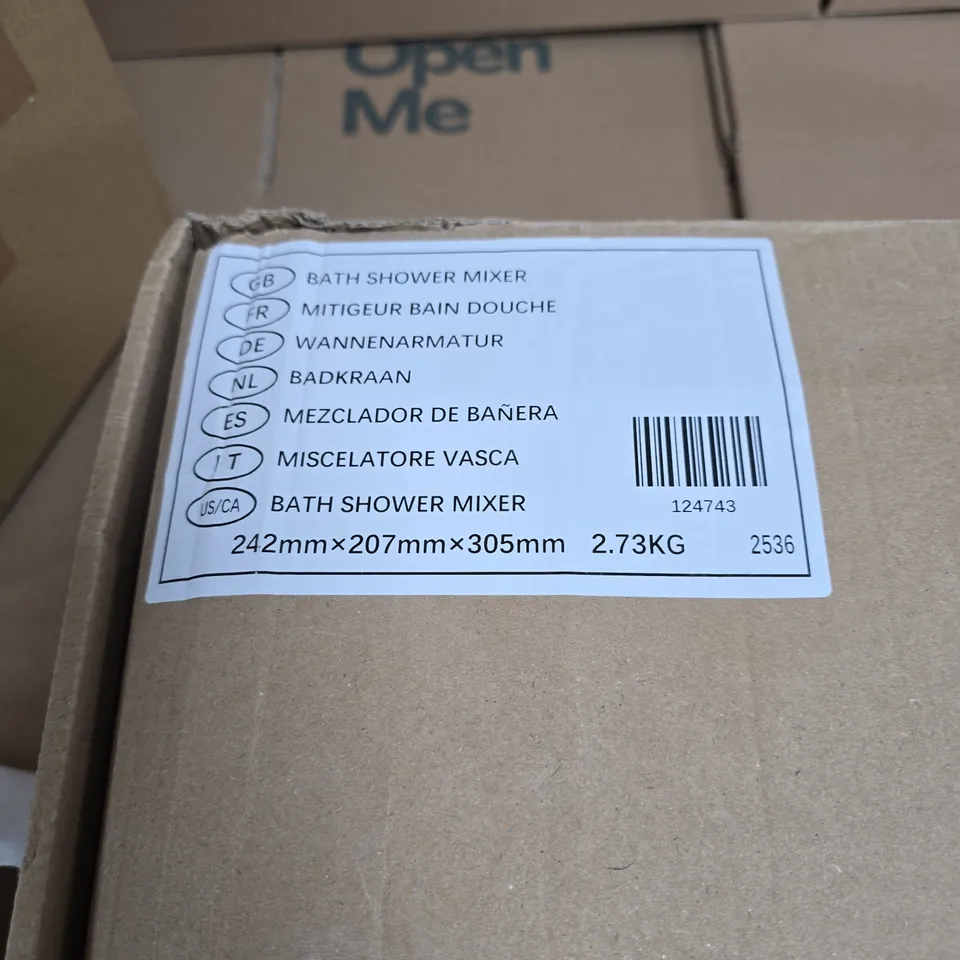 Open
Me
GB BATH SHOWER MIXER
FR MITIGEUR BAIN DOUCHE
DE WANNENARMATUR
NL BADKRAAN
ES MEZCLADOR DE BAÑERA
IT MISCELATORE VASCA
US/CA BATH SHOWER MIXER
124743
242mm×207mm×305mm 2.73KG 2536